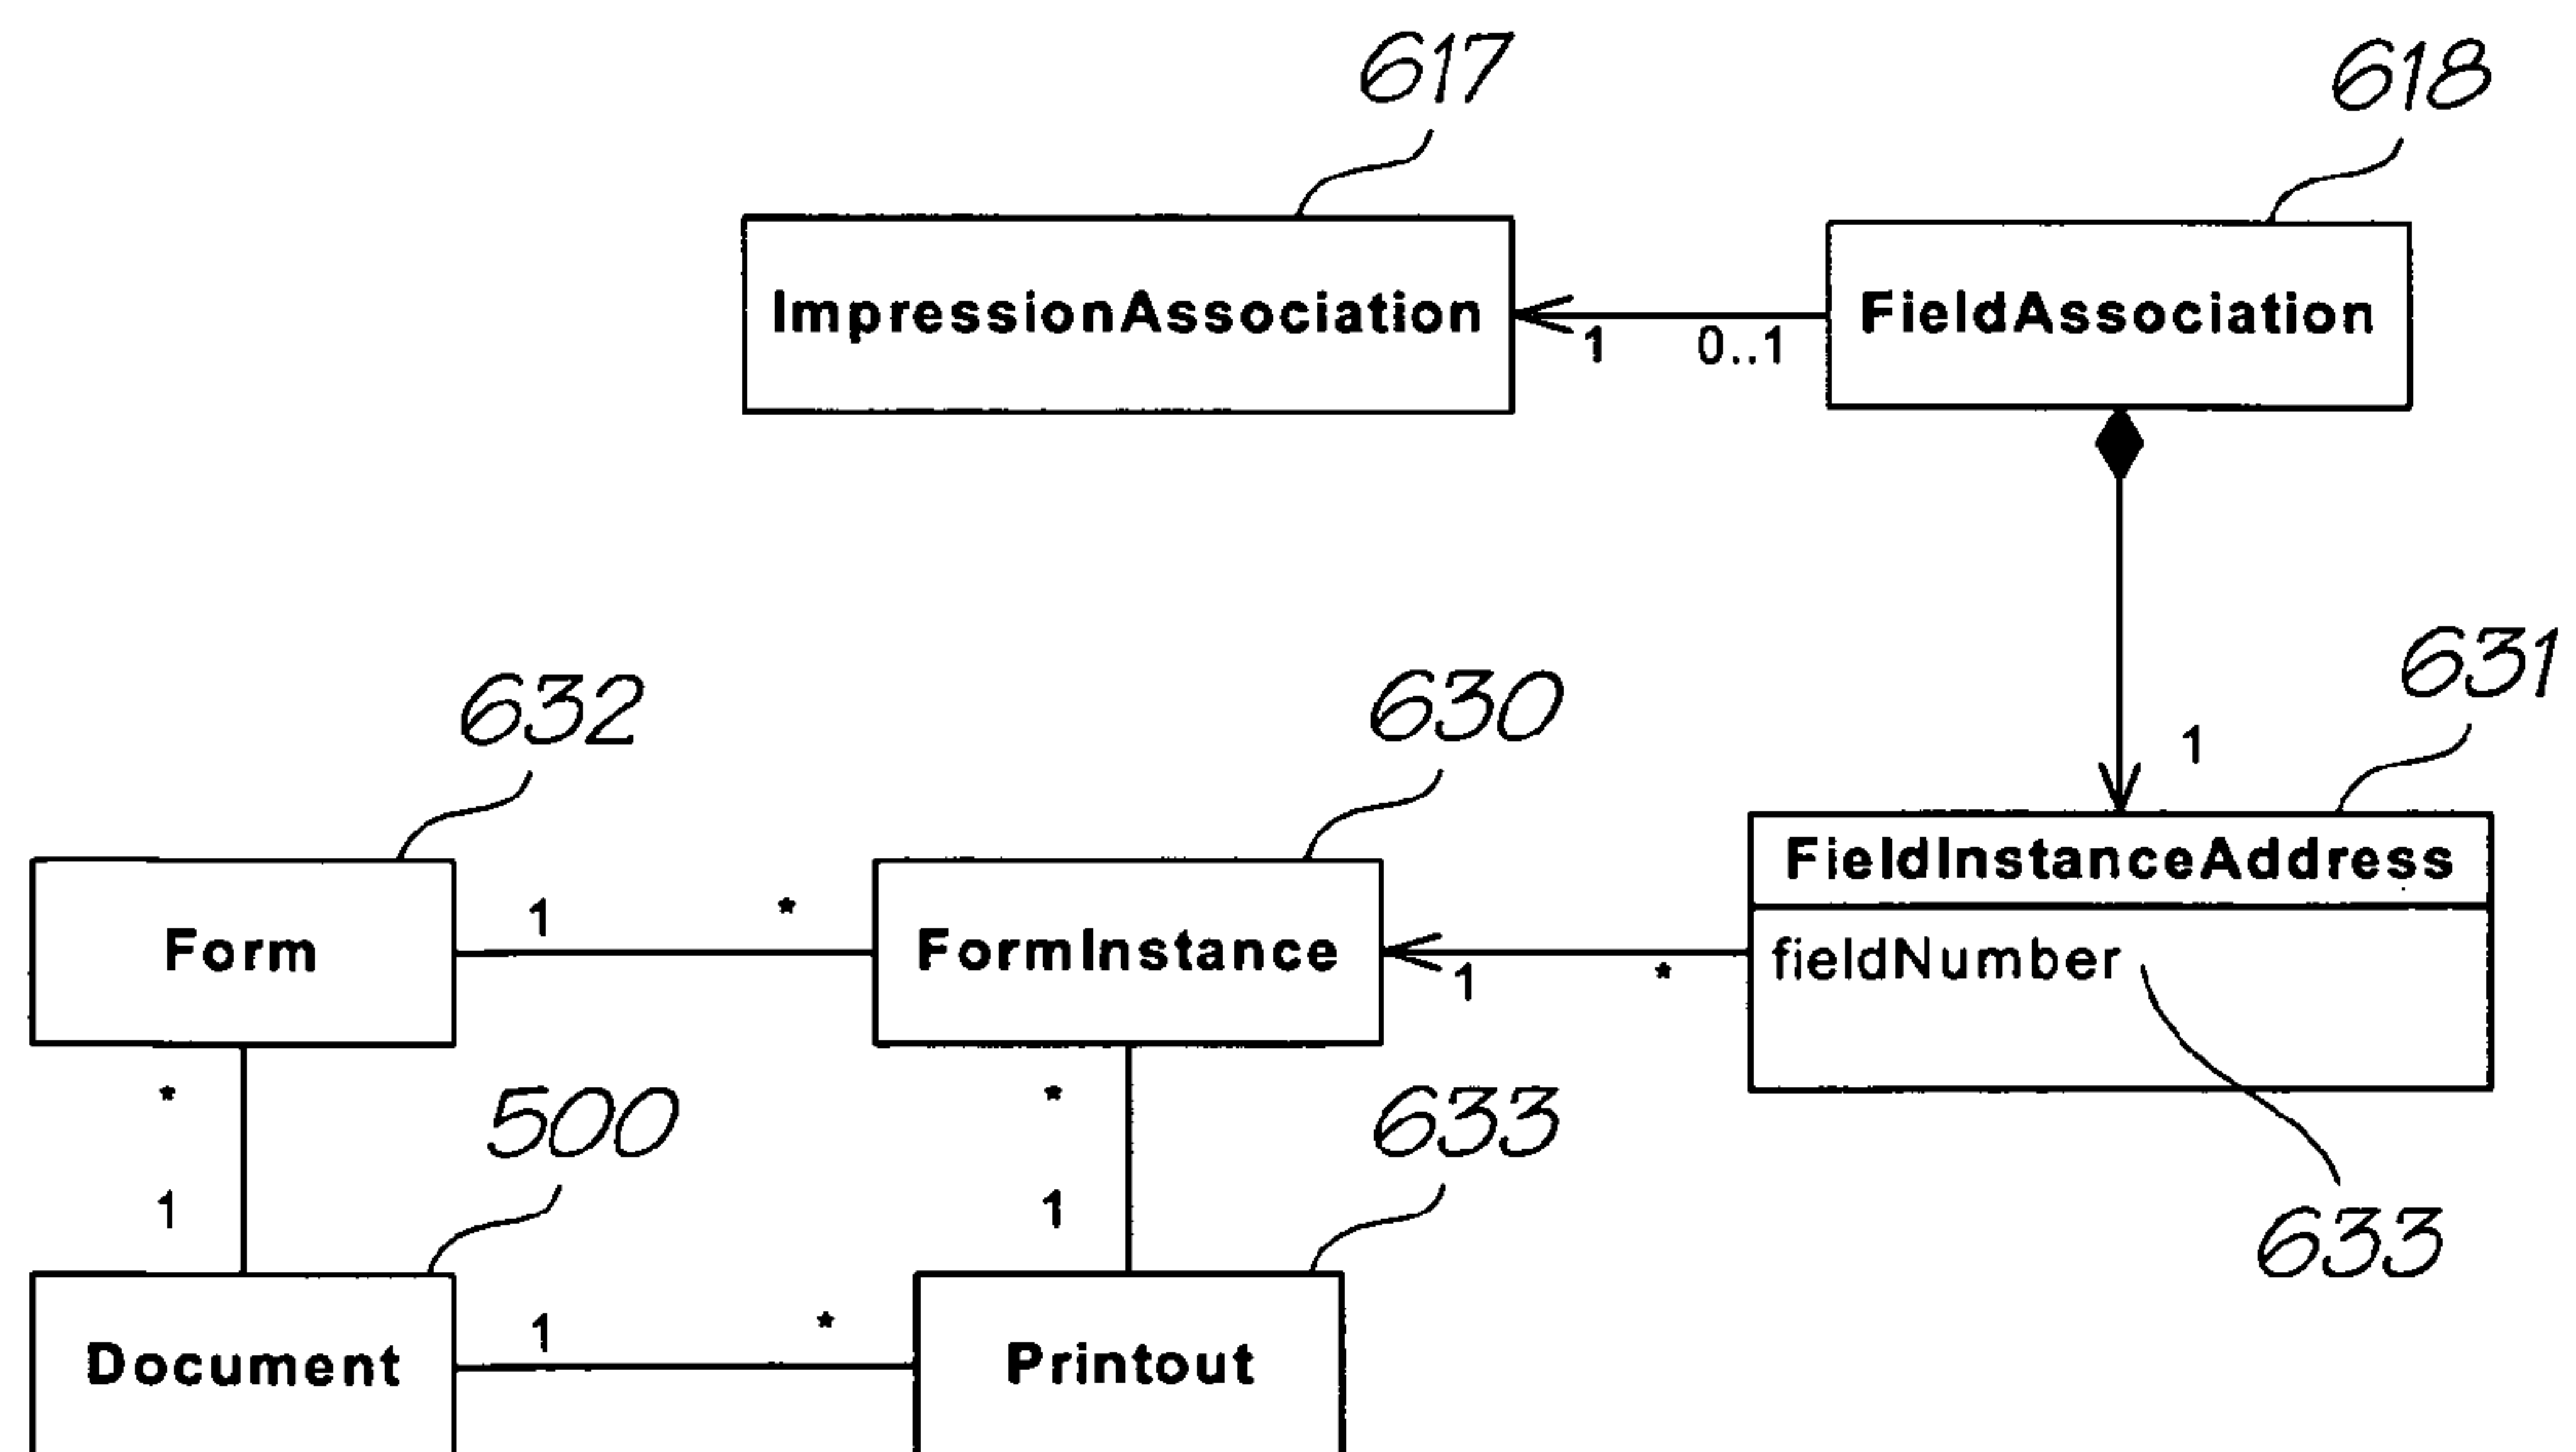 617
618
ImpressionAssociation
FieldAssociation
1
0..1
631
632
630
1
FieldInstanceAddress
Form
1
*
FormInstance
1
*
fieldNumber
*
500
*
633
1
1
633
Document
1
*
Printout